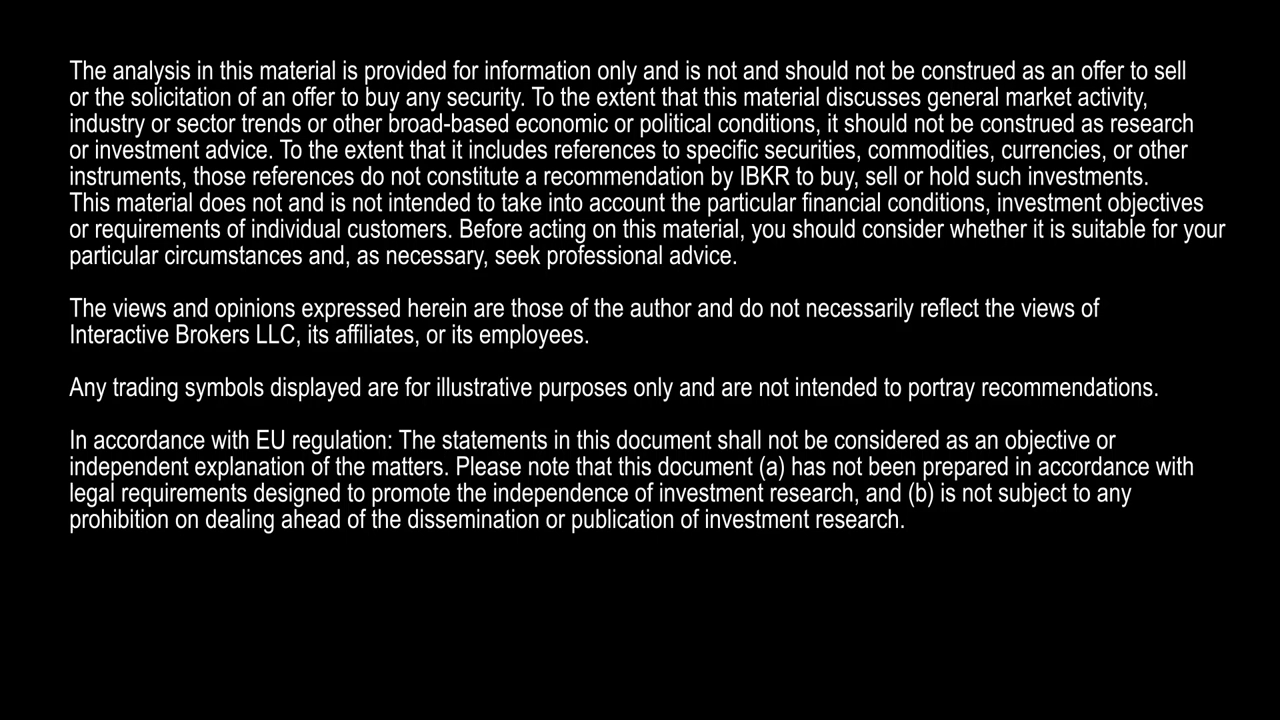 The analysis in this material is provided for information only and is not and should not be construed as an offer to sell
or the solicitation of an offer to buy any security. To the extent that this material discusses general market activity,
industry or sector trends or other broad-based economic or political conditions, it should not be construed as research
or investment advice. To the extent that it includes references to specific securities, commodities, currencies, or other
instruments, those references do not constitute a recommendation by IBKR to buy, sell or hold such investments.
This material does not and is not intended to take into account the particular financial conditions, investment objectives
or requirements of individual customers. Before acting on this material, you should consider whether it is suitable for your
particular circumstances and, as necessary, seek professional advice.
The views and opinions expressed herein are those of the author and do not necessarily reflect the views of
Interactive Brokers LLC, its affiliates, or its employees.
Any trading symbols displayed are for illustrative purposes only and are not intended to portray recommendations.
In accordance with EU regulation: The statements in this document shall not be considered as an objective or
independent explanation of the matters. Please note that this document (a) has not been prepared in accordance with
legal requirements designed to promote the independence of investment research, and (b) is not subject to any
prohibition on dealing ahead of the dissemination or publication of investment research.